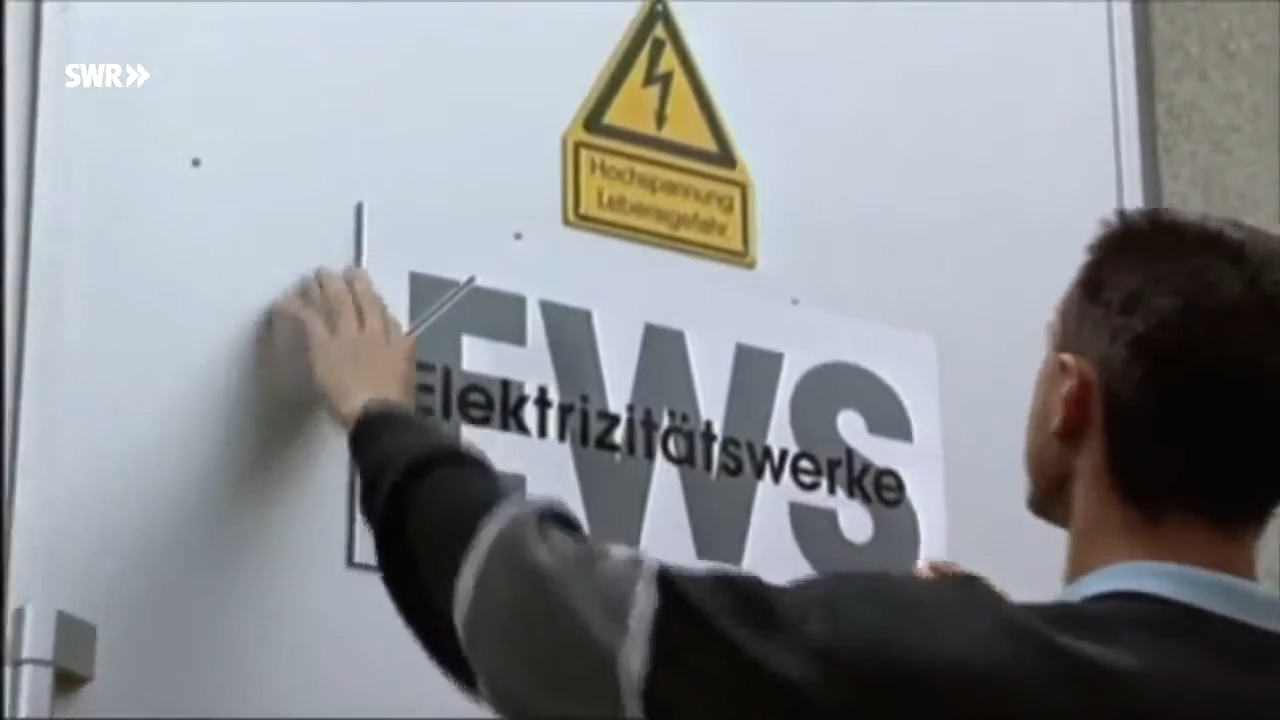 SWR»
Hochspannung
Lebensgefahr
EWS
Elektrizitätswerke